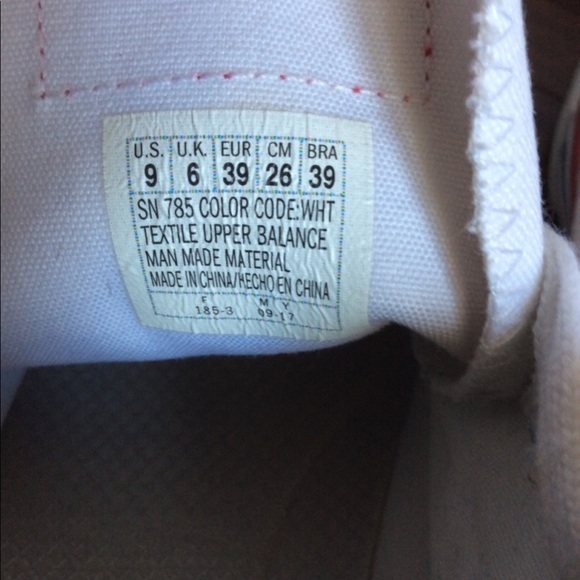 U.S. U.K. EUR CM BRA
9 6 39 26 39
SN 785 COLOR CODE:WHT
TEXTILE UPPER BALANCE
MAN MADE MATERIAL
MADE IN CHINA/HECHO EN CHINA
F M Y
185-3 09-17